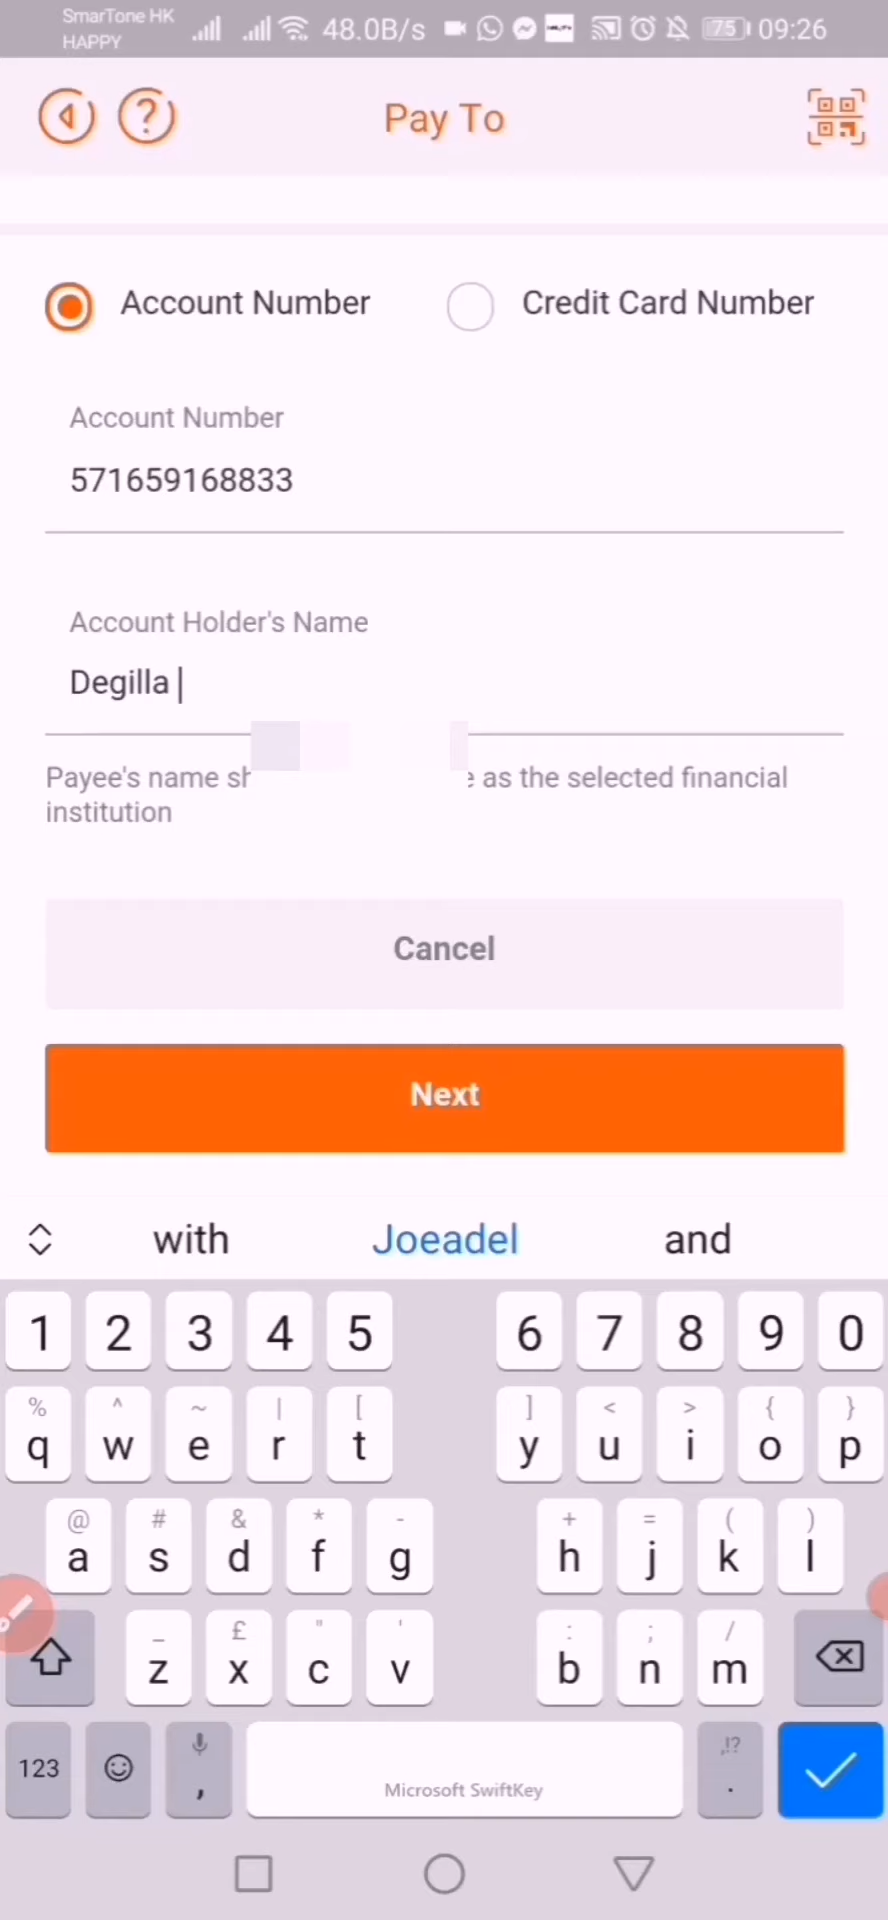 SmarTone HK
HAPPY
48.0B/s
75
09:26
?
Pay To
Account Number
Credit Card Number
Account Number
571659168833
Account Holder's Name
Degilla
Payee's name as the selected financial
institution
Cancel
Next
with Joeadel and
1 2 3 4 5 6 7 8 9 0
% ^ ~ | [ ] < > { }
q w e r t y u i o p
@ # & * - + = ( )
a s d f g h j k l
_ £ " ' : ; /
z x c v b n m
,!?
123 , Microsoft SwiftKey .